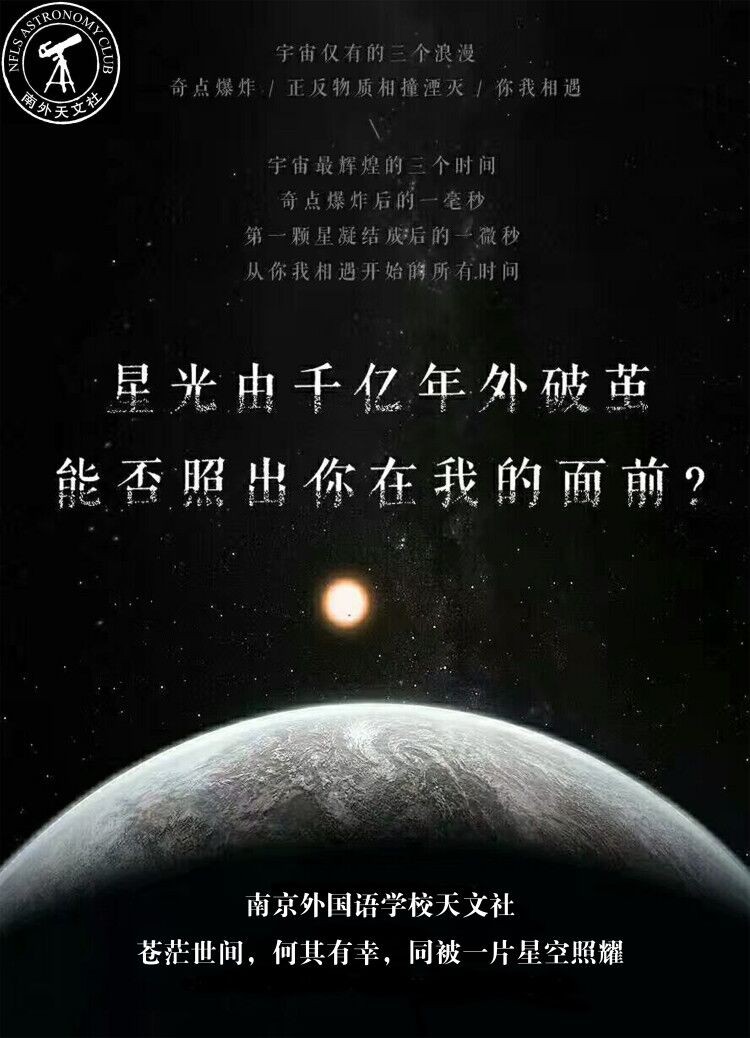 NFLS ASTRONOMY CLUB
南外天文社
宇宙仅有的三个浪漫
奇点爆炸 / 正反物质相撞湮灭 / 你我相遇
\
宇宙最辉煌的三个时间
奇点爆炸后的一毫秒
第一颗星凝结成后的一微秒
从你我相遇开始的所有时间
星光由千亿年外破茧
能否照出你在我的面前?
南京外国语学校天文社
苍茫世间，何其有幸，同被一片星空照耀